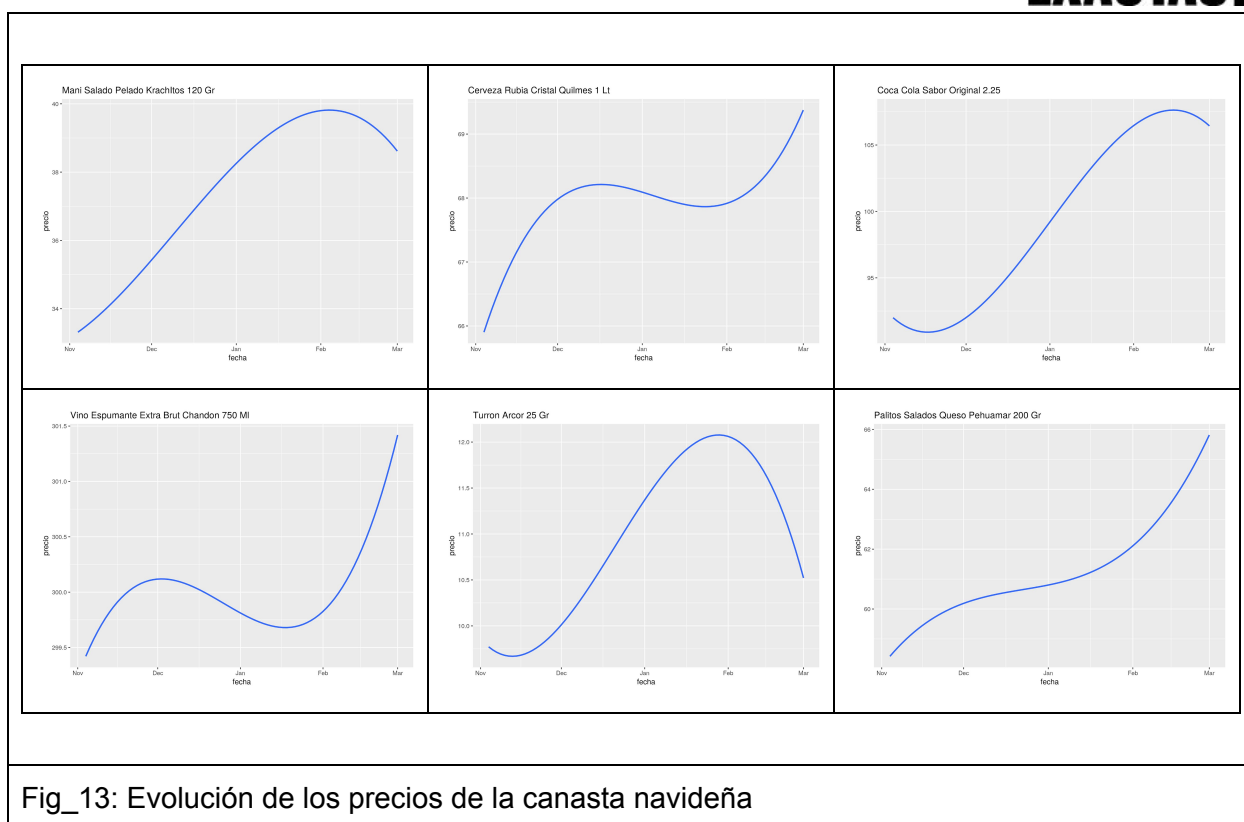 Mani Salado Pelado KrachItos 120 Gr
40
38
36
34
precio
Nov Dec Jan Feb Mar
fecha
Cerveza Rubia Cristal Quilmes 1 Lt
69
68
67
66
precio
Nov Dec Jan Feb Mar
fecha
Coca Cola Sabor Original 2.25
105
100
95
precio
Nov Dec Jan Feb Mar
fecha
Vino Espumante Extra Brut Chandon 750 Ml
301.5
301.0
300.5
300.0
299.5
precio
Nov Dec Jan Feb Mar
fecha
Turron Arcor 25 Gr
12.0
11.5
11.0
10.5
10.0
precio
Nov Dec Jan Feb Mar
fecha
Palitos Salados Queso Pehuamar 200 Gr
66
64
62
60
precio
Nov Dec Jan Feb Mar
fecha
Fig_13: Evolución de los precios de la canasta navideña